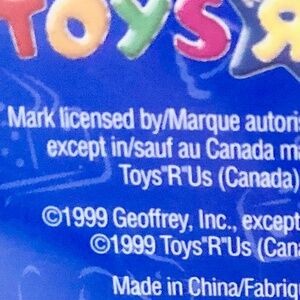 TOYS"R
Mark licensed by/Marque autoris
except in/sauf au Canada
Toys"R"Us (Canada)
©1999 Geoffrey, Inc., except
©1999 Toys"R"Us (Can
Made in China/Fabriq